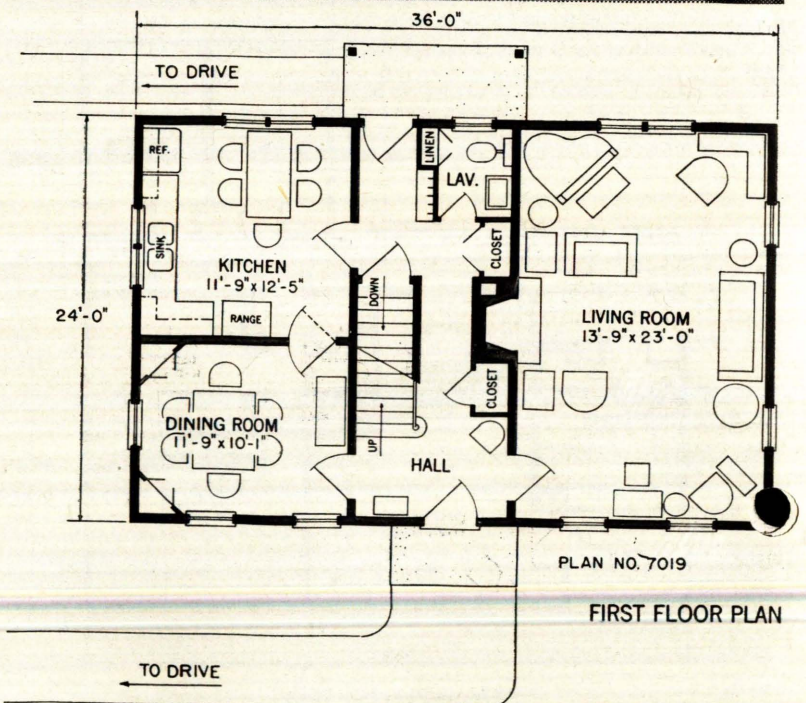 36'-0"
TO DRIVE
REF.
LINEN
LAV.
SINK
CLOSET
KITCHEN
11'-9" x 12'-5"
DOWN
RANGE
24'-0"
LIVING ROOM
13'-9" x 23'-0"
CLOSET
DINING ROOM
11'-9" x 10'-1"
UP
HALL
PLAN NO. 7019
FIRST FLOOR PLAN
TO DRIVE